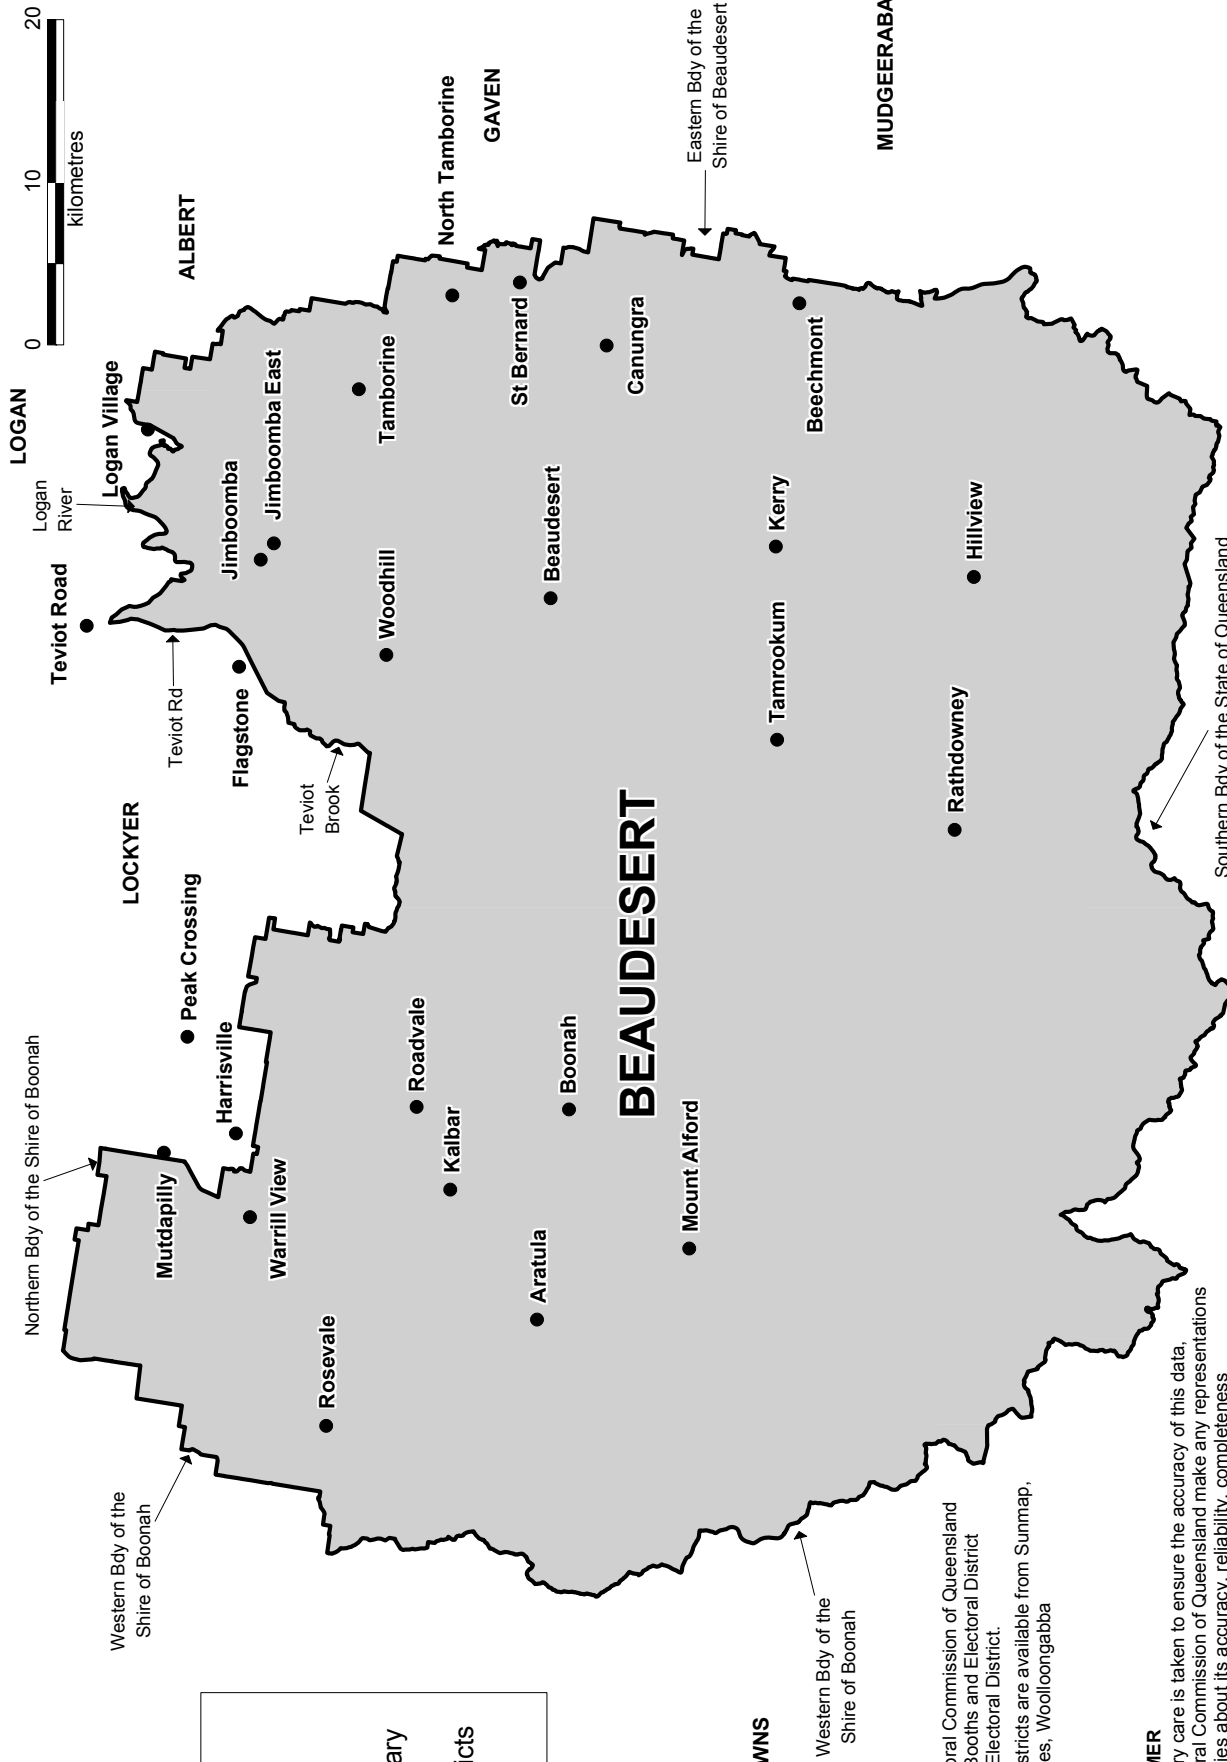 0
10
20
kilometres
LOGAN
ALBERT
GAVEN
MUDGEERABA
LOCKYER
Northern Bdy of the Shire of Boonah
Western Bdy of the
Shire of Boonah
Teviot Road
Logan
River
Logan Village
Teviot Rd
Flagstone
Teviot
Brook
Jimboomba
Jimboomba East
Tamborine
North Tamborine
Woodhill
St Bernard
Beaudesert
Canungra
Eastern Bdy of the
Shire of Beaudesert
Peak Crossing
Harrisville
Mutdapilly
Warrill View
Rosevale
Roadvale
Kalbar
Boonah
Aratula
BEAUDESERT
Mount Alford
Beechmont
Kerry
Tamrookum
Hillview
Rathdowney
Southern Bdy of the State of Queensland
Western Bdy of the
Shire of Boonah
ary
icts
WNS
oral Commission of Queensland
Booths and Electoral District
Electoral District.
stricts are available from Sunmap,
es, Woolloongabba
MER
ry care is taken to ensure the accuracy of this data,
ral Commission of Queensland make any representations
ies about its accuracy, reliability, completeness